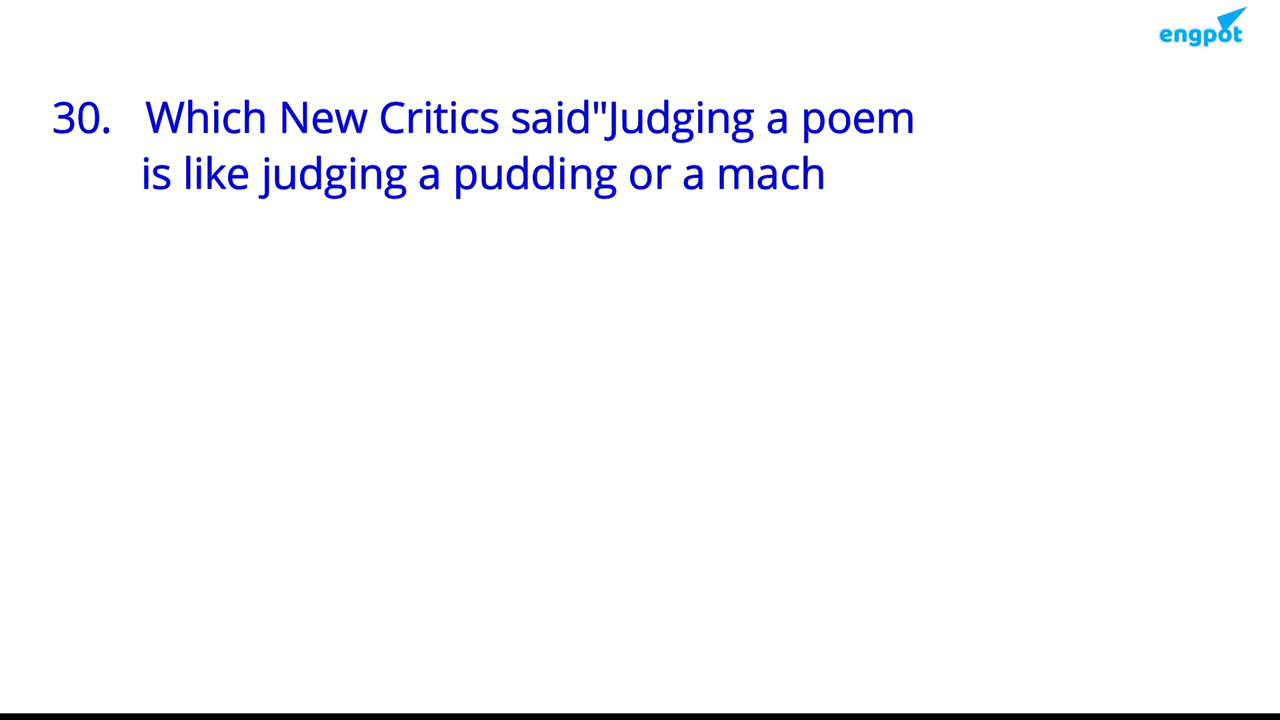 engpot
30. Which New Critics said"Judging a poem
is like judging a pudding or a mach